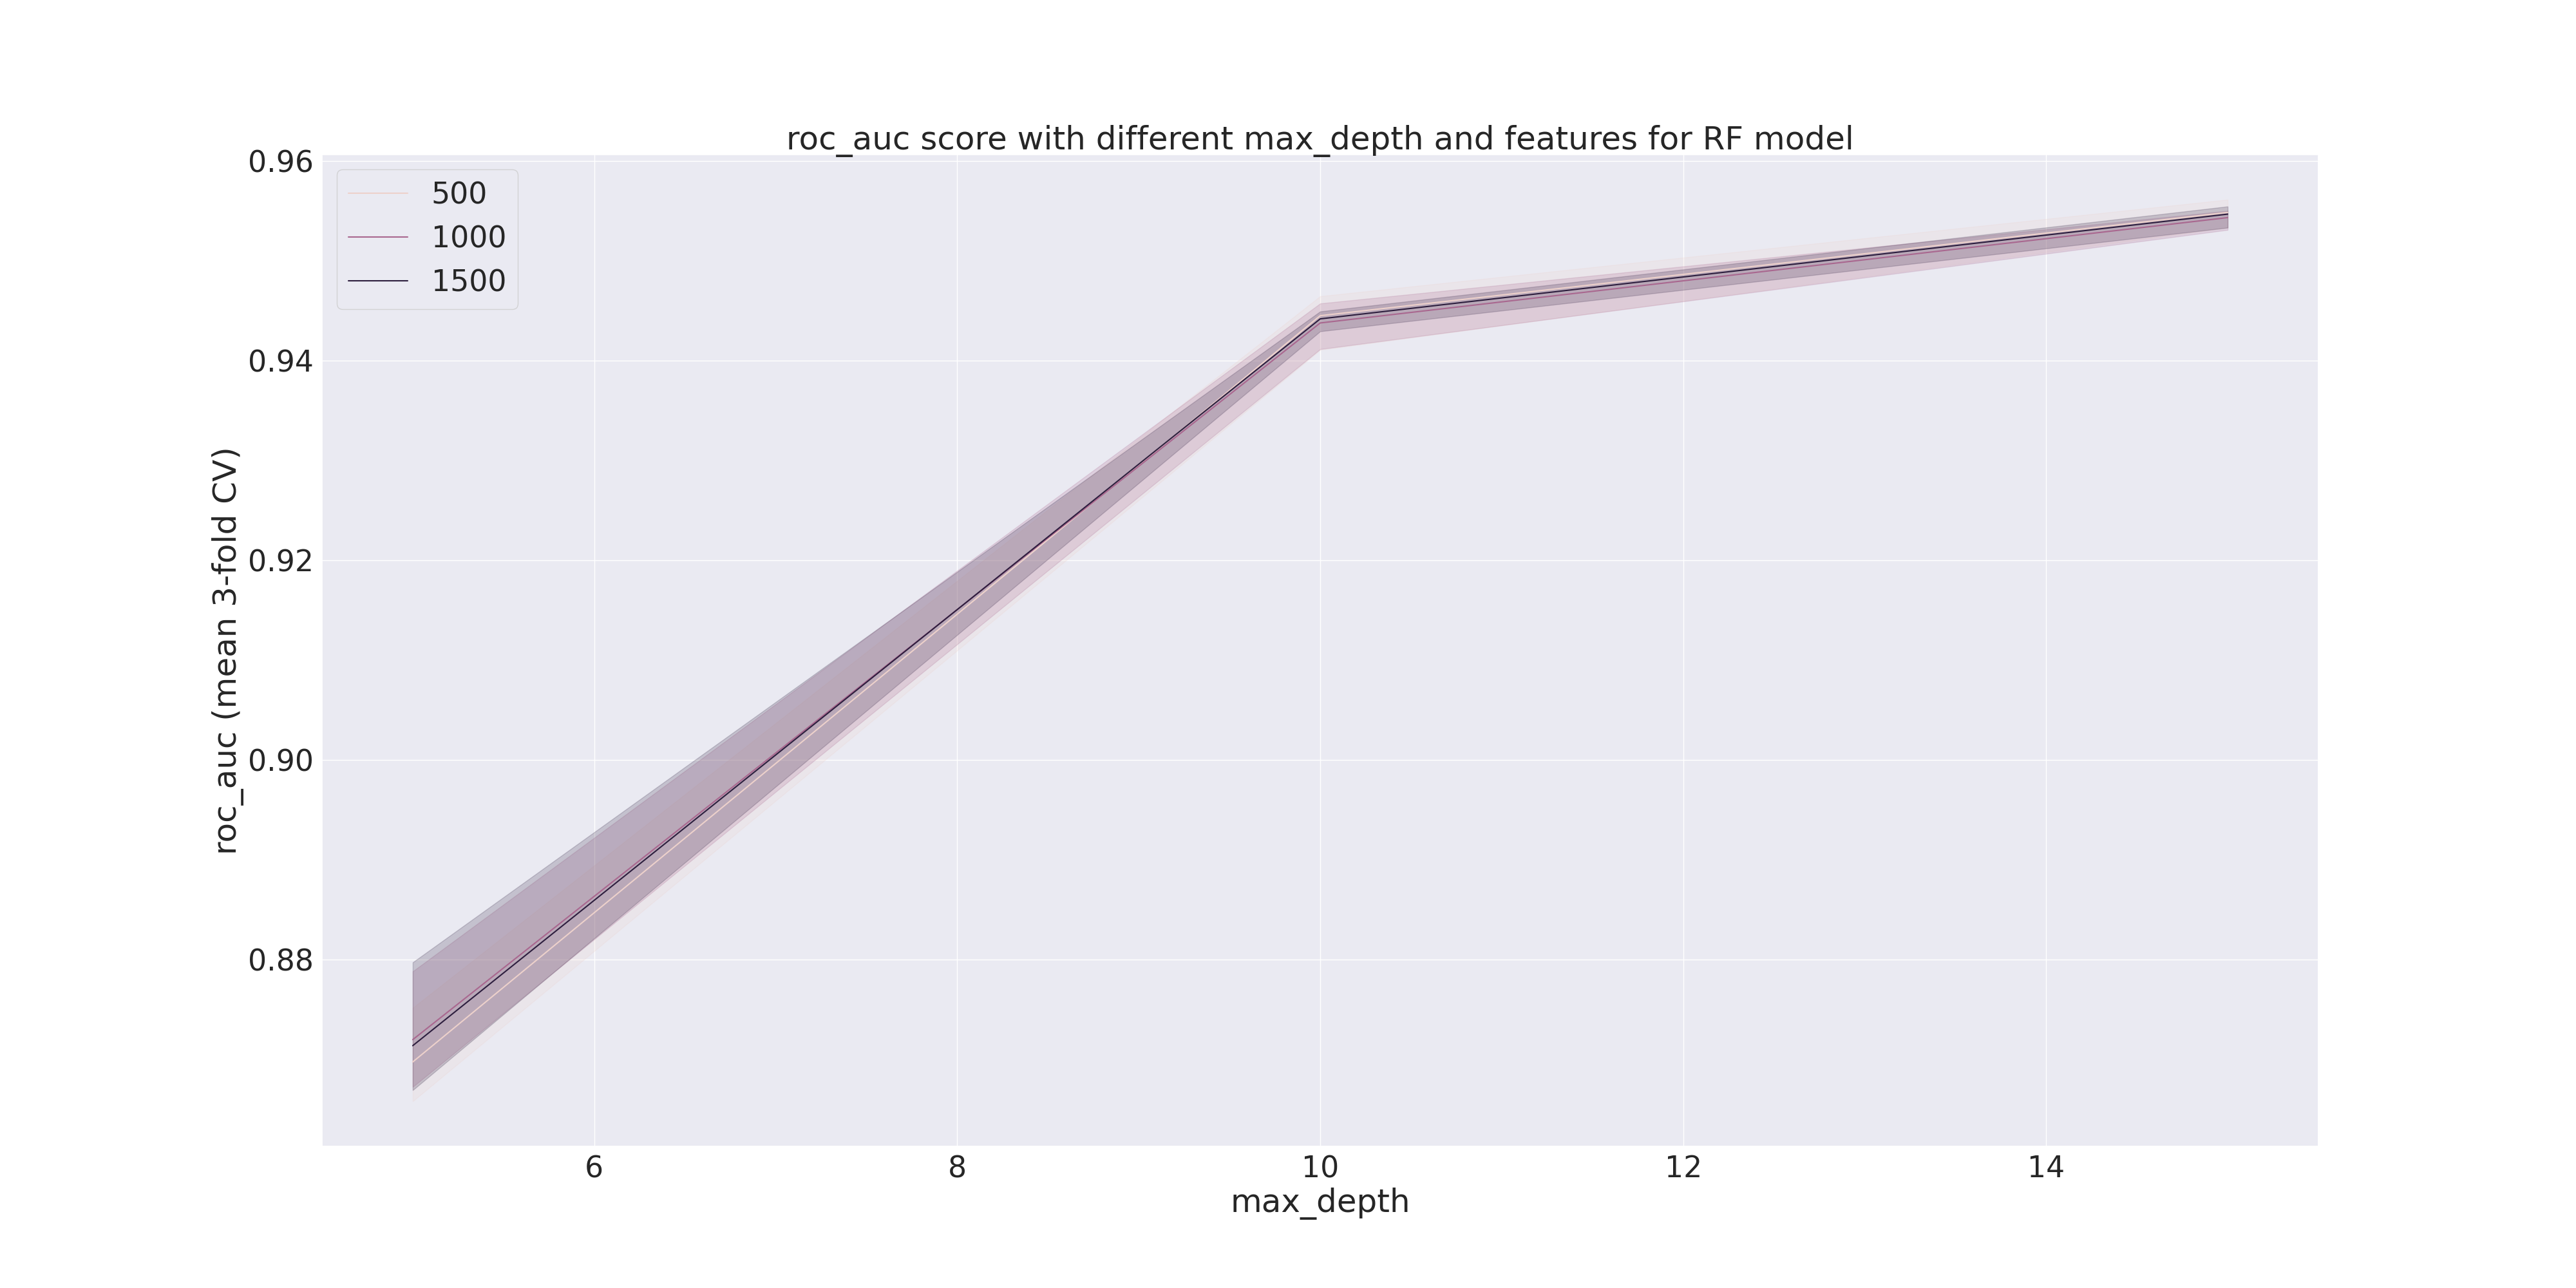 roc_auc score with different max_depth and features for RF model
500
1000
1500
roc_auc (mean 3-fold CV)
0.96
0.94
0.92
0.90
0.88
6 8 10 12 14
max_depth